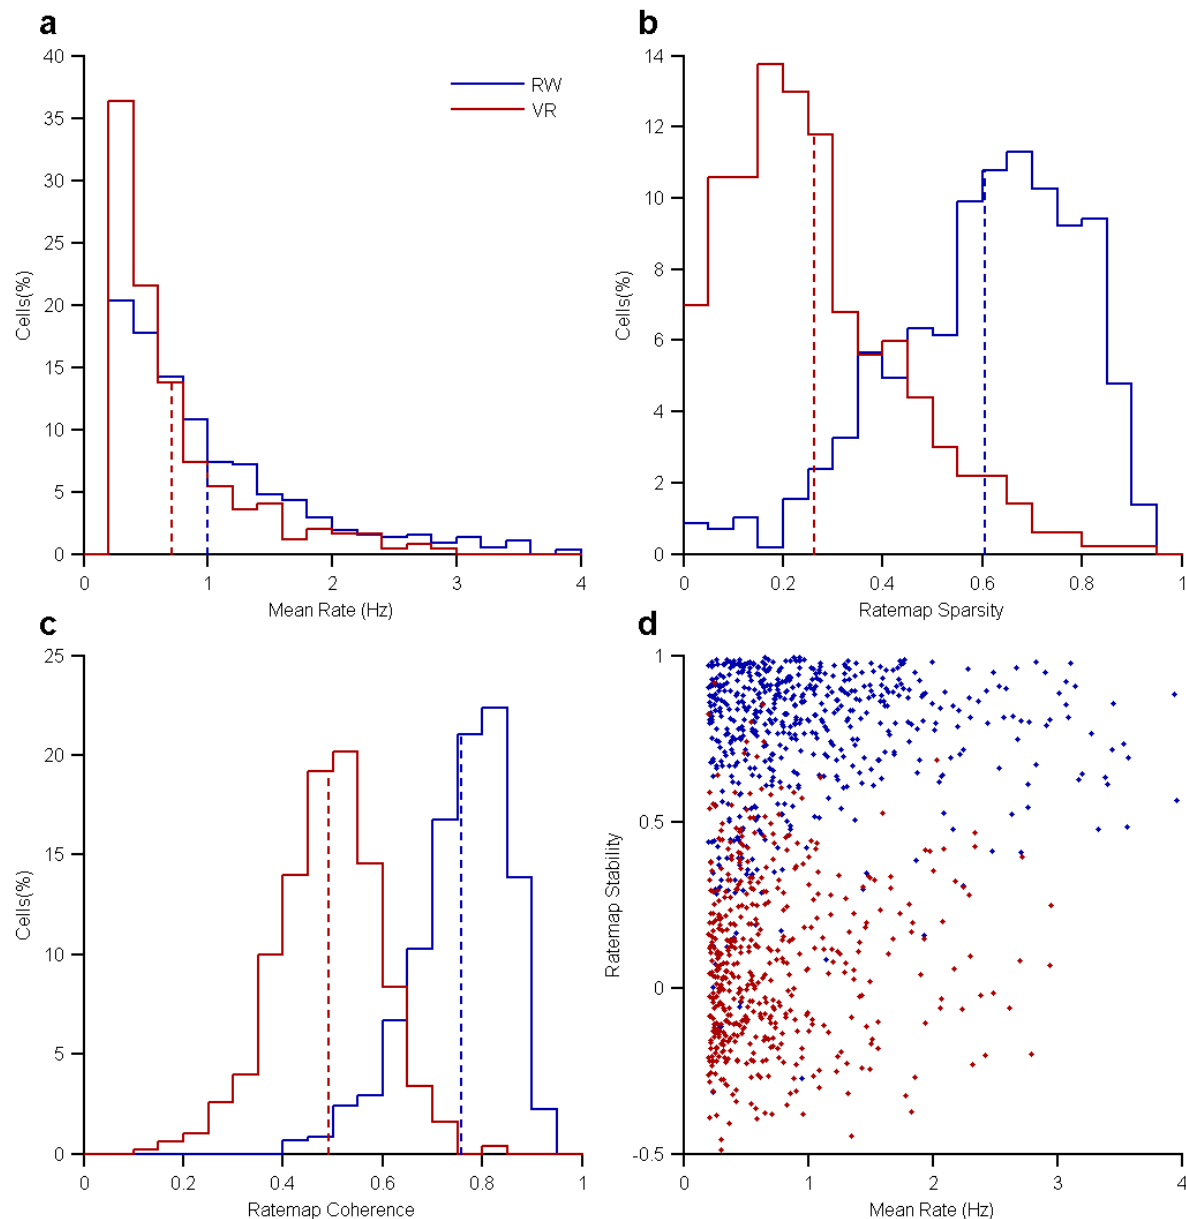 a
40
35
30
25
20
15
10
5
0
Cells(%)
0 1 2 3 4
Mean Rate (Hz)
RW
VR
b
14
12
10
8
6
4
2
0
Cells(%)
0 0.2 0.4 0.6 0.8 1
Ratemap Sparsity
c
25
20
15
10
5
0
Cells(%)
0 0.2 0.4 0.6 0.8 1
Ratemap Coherence
d
1
0.5
0
-0.5
Ratemap Stability
0 1 2 3 4
Mean Rate (Hz)